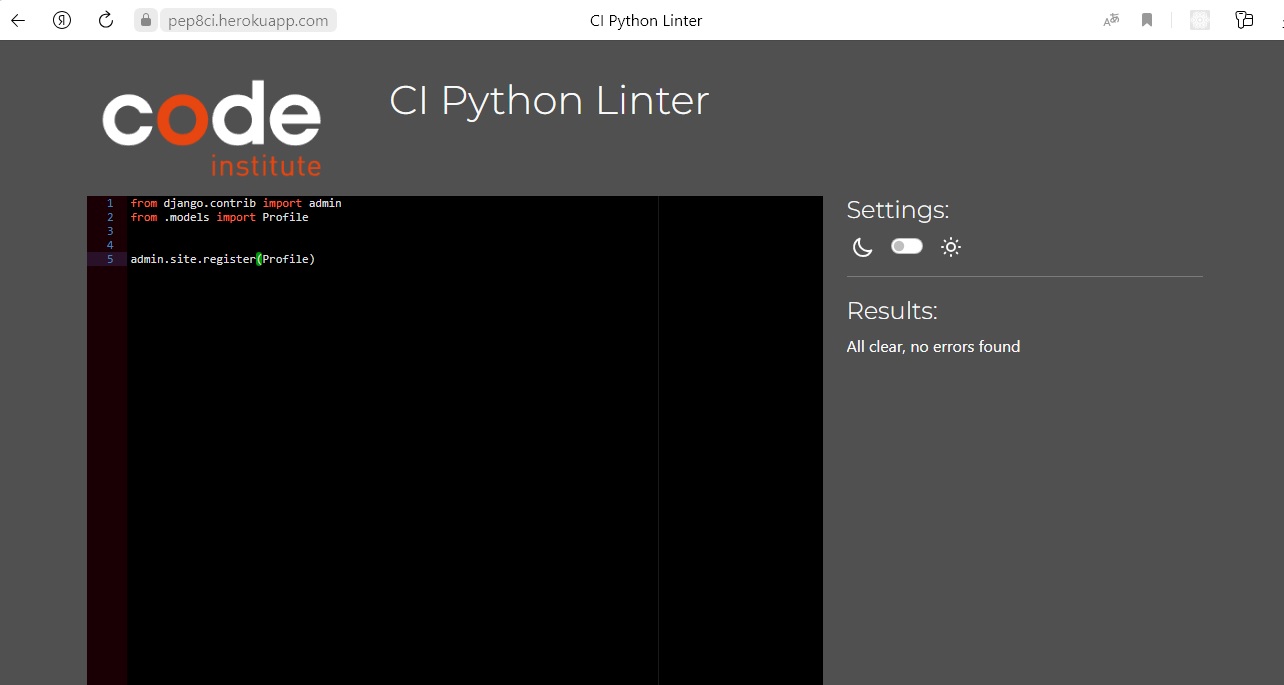 pep8ci.herokuapp.com
CI Python Linter
code
institute
CI Python Linter
1 from django.contrib import admin
2 from .models import Profile
3
4
5 admin.site.register(Profile)
Settings:
Results:
All clear, no errors found